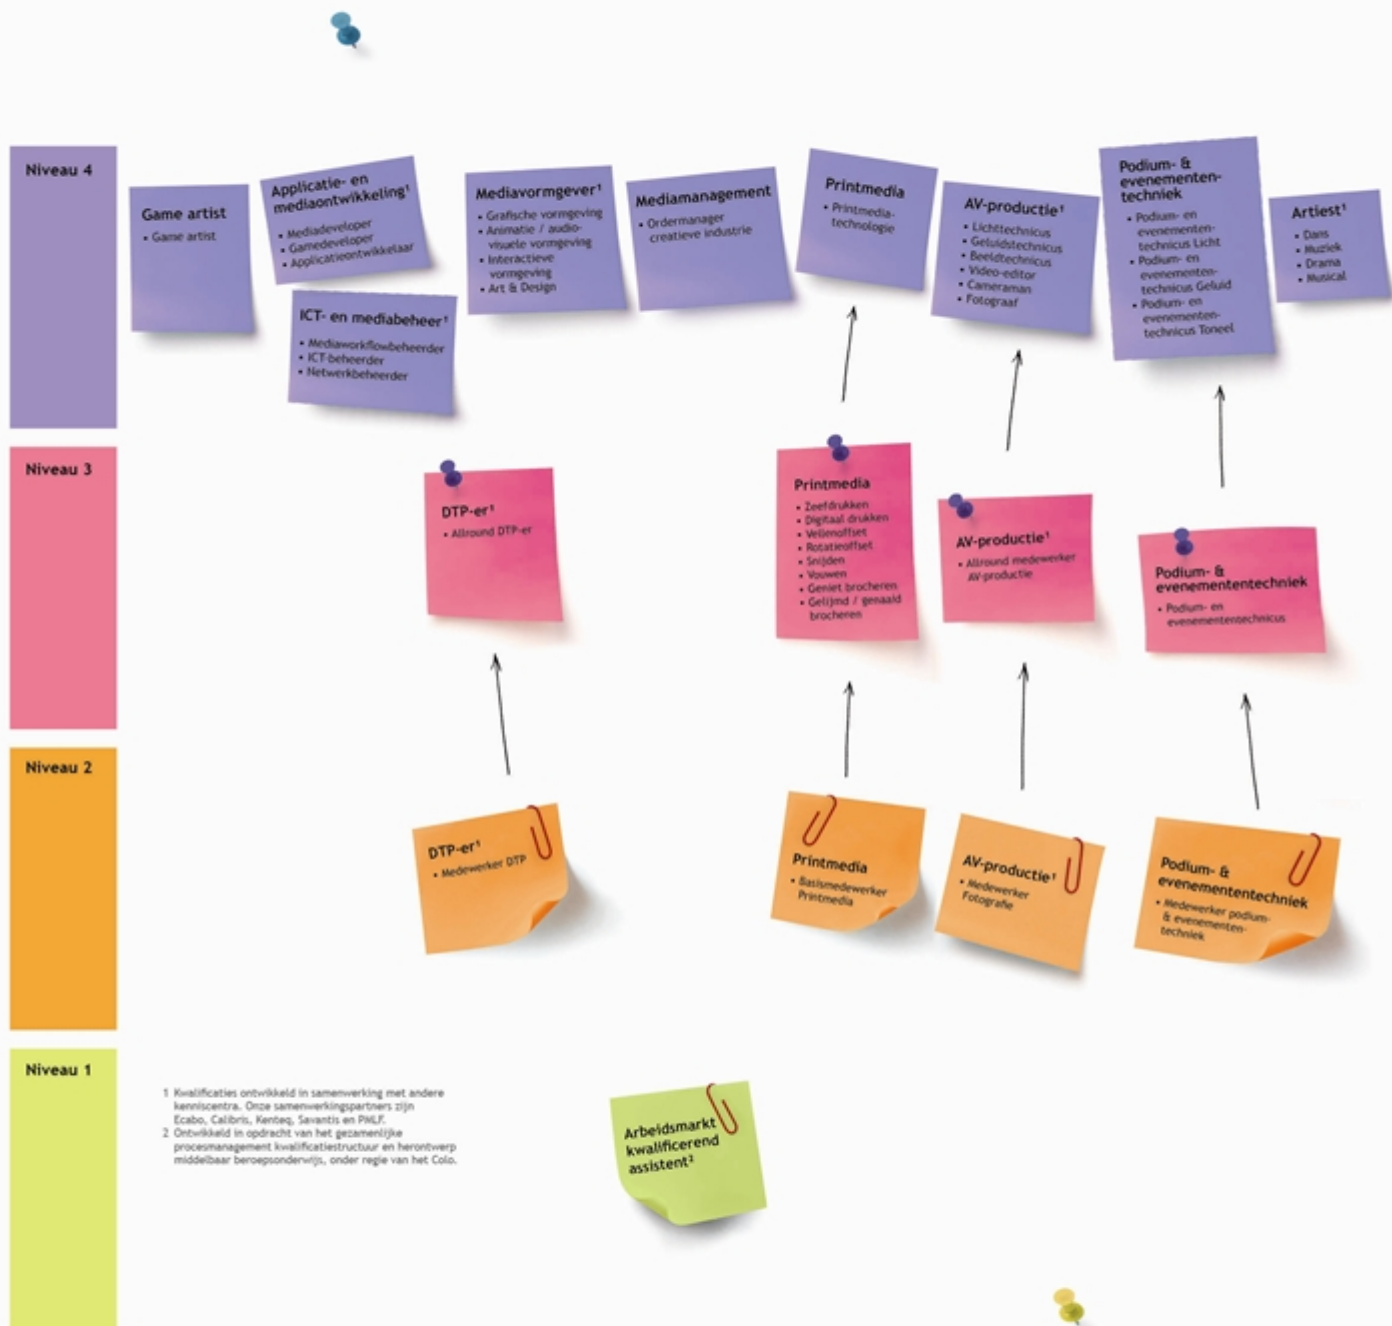 Niveau 4
Game artist
• Game artist
Applicatie- en
mediaontwikkeling¹
• Mediadeveloper
• Gamedeveloper
• Applicatieontwikkelaar
ICT- en mediabeheer¹
• Mediaworkflowbeheerder
• ICT-beheerder
• Netwerkbeheerder
Mediavormgever¹
• Grafische vormgeving
• Animatie / audio-
visuele vormgeving
• Interactieve
vormgeving
• Art & Design
Mediamanagement
• Ordermanager
creatieve industrie
Printmedia
• Printmedia-
technologie
AV-productie¹
• Lichttechnicus
• Geluidstechnicus
• Beeldtechnicus
• Video-editor
• Cameraman
• Fotograaf
Podium- &
evenementen-
techniek
• Podium- en
evenementen-
technicus Licht
• Podium- en
evenementen-
technicus Geluid
• Podium- en
evenementen-
technicus Toneel
Artiest¹
• Dans
• Muziek
• Drama
• Musical
Niveau 3
DTP-er¹
• Allround DTP-er
Printmedia
• Zeefdrukken
• Digitaal drukken
• Vellenoffset
• Rotatieoffset
• Snijden
• Vouwen
• Geniet brocheren
• Gelijmd / genaaid
brocheren
AV-productie¹
• Allround medewerker
AV-productie
Podium- &
evenemententechniek
• Podium- en
evenemententechnicus
Niveau 2
DTP-er¹
• Medewerker DTP
Printmedia
• Basismedewerker
Printmedia
AV-productie¹
• Medewerker
Fotografie
Podium- &
evenemententechniek
• Medewerker podium-
& evenementen-
techniek
Niveau 1
1 Kwalificaties ontwikkeld in samenwerking met andere
kenniscentra. Onze samenwerkingspartners zijn
Ecabo, Calibris, Kenteq, Savantis en PMLF.
2 Ontwikkeld in opdracht van het gezamenlijke
procesmanagement kwalificatiestructuur en herontwerp
middelbaar beroepsonderwijs, onder regie van het Colo.
Arbeidsmarkt
kwalificerend
assistent²